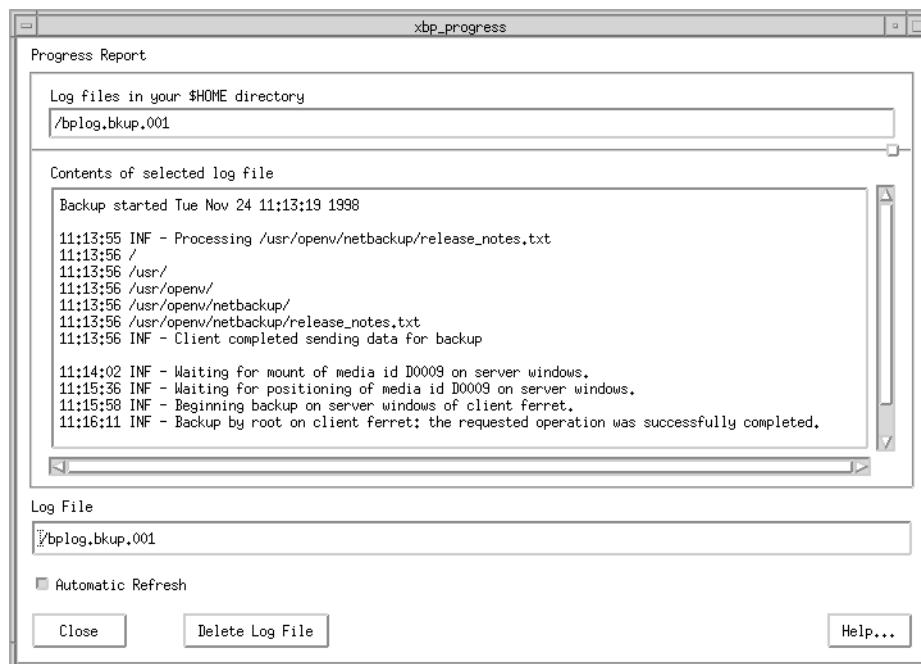 xbp_progress
Progress Report
Log files in your $HOME directory
/bplog.bkup.001
Contents of selected log file
Backup started Tue Nov 24 11:13:19 1998
11:13:55 INF - Processing /usr/openv/netbackup/release_notes.txt
11:13:56 /
11:13:56 /usr/
11:13:56 /usr/openv/
11:13:56 /usr/openv/netbackup/
11:13:56 /usr/openv/netbackup/release_notes.txt
11:13:56 INF - Client completed sending data for backup
11:14:02 INF - Waiting for mount of media id D0009 on server windows.
11:15:36 INF - Waiting for positioning of media id D0009 on server windows.
11:15:58 INF - Beginning backup on server windows of client ferret.
11:16:11 INF - Backup by root on client ferret: the requested operation was successfully completed.
Log File
/bplog.bkup.001
Automatic Refresh
Close
Delete Log File
Help...